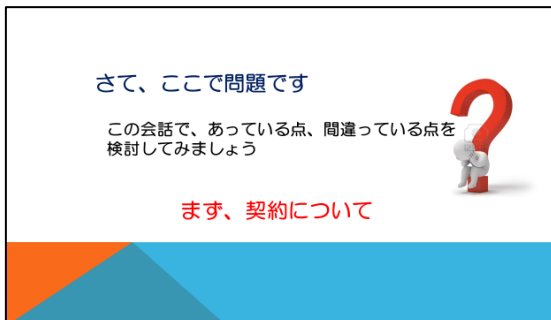 さて、ここで問題です
この会話で、あっている点、間違っている点を
検討してみましょう
まず、契約について